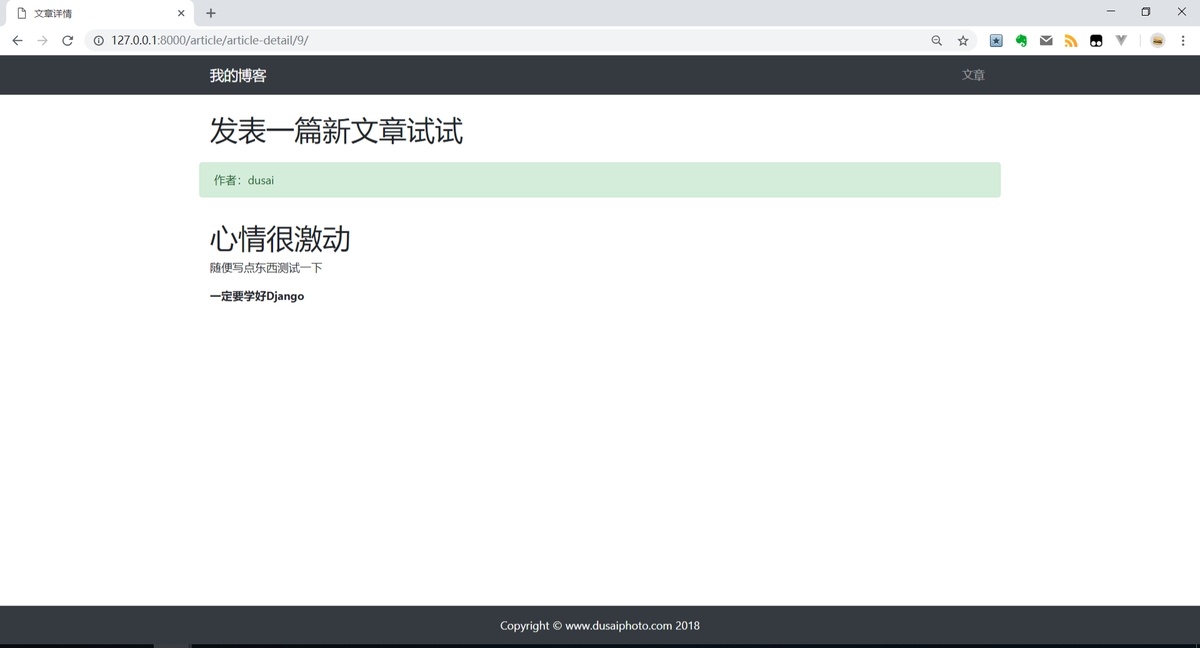 文章详情
127.0.0.1:8000/article/article-detail/9/
我的博客
文章
发表一篇新文章试试
作者：dusai
心情很激动
随便写点东西测试一下
一定要学好Django
Copyright © www.dusaiphoto.com 2018